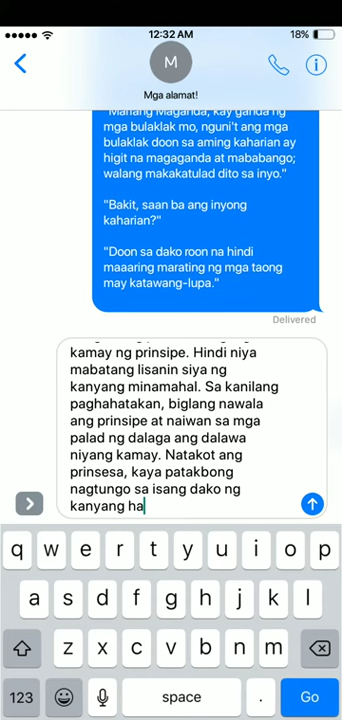 12:32 AM
18%
M
Mga alamat!
"Mariang Maganda, kay ganda ng
mga bulaklak mo, nguni't ang mga
bulaklak doon sa aming kaharian ay
higit na magaganda at mababango;
walang makakatulad dito sa inyo."
"Bakit, saan ba ang inyong
kaharian?"
"Doon sa dako roon na hindi
maaaring marating ng mga taong
may katawang-lupa."
Delivered
kamay ng prinsipe. Hindi niya
mabatang lisanin siya ng
kanyang minamahal. Sa kanilang
paghahatakan, biglang nawala
ang prinsipe at naiwan sa mga
palad ng dalaga ang dalawa
niyang kamay. Natakot ang
prinsesa, kaya patakbong
nagtungo sa isang dako ng
kanyang ha
q w e r t y u i o p
a s d f g h j k l
z x c v b n m
123 space . Go